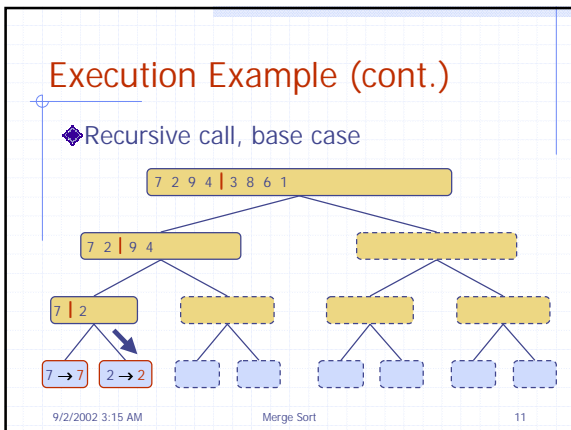 Execution Example (cont.)
Recursive call, base case
7 2 9 4 | 3 8 6 1
7 2 | 9 4
7 | 2
7 → 7 2 → 2
9/2/2002 3:15 AM Merge Sort 11